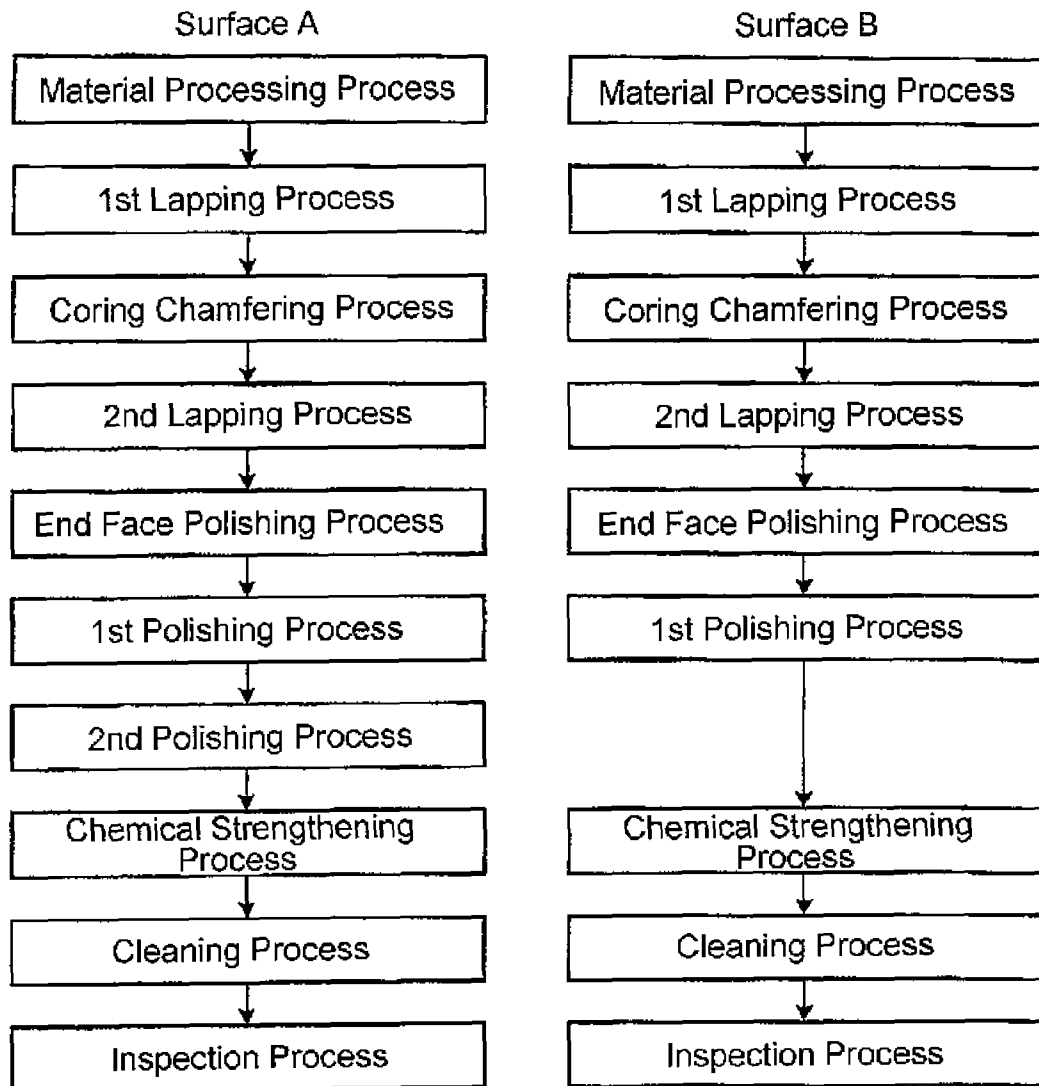 Surface A
Material Processing Process
1st Lapping Process
Coring Chamfering Process
2nd Lapping Process
End Face Polishing Process
1st Polishing Process
2nd Polishing Process
Chemical Strengthening
Process
Cleaning Process
Inspection Process
Surface B
Material Processing Process
1st Lapping Process
Coring Chamfering Process
2nd Lapping Process
End Face Polishing Process
1st Polishing Process
Chemical Strengthening
Process
Cleaning Process
Inspection Process